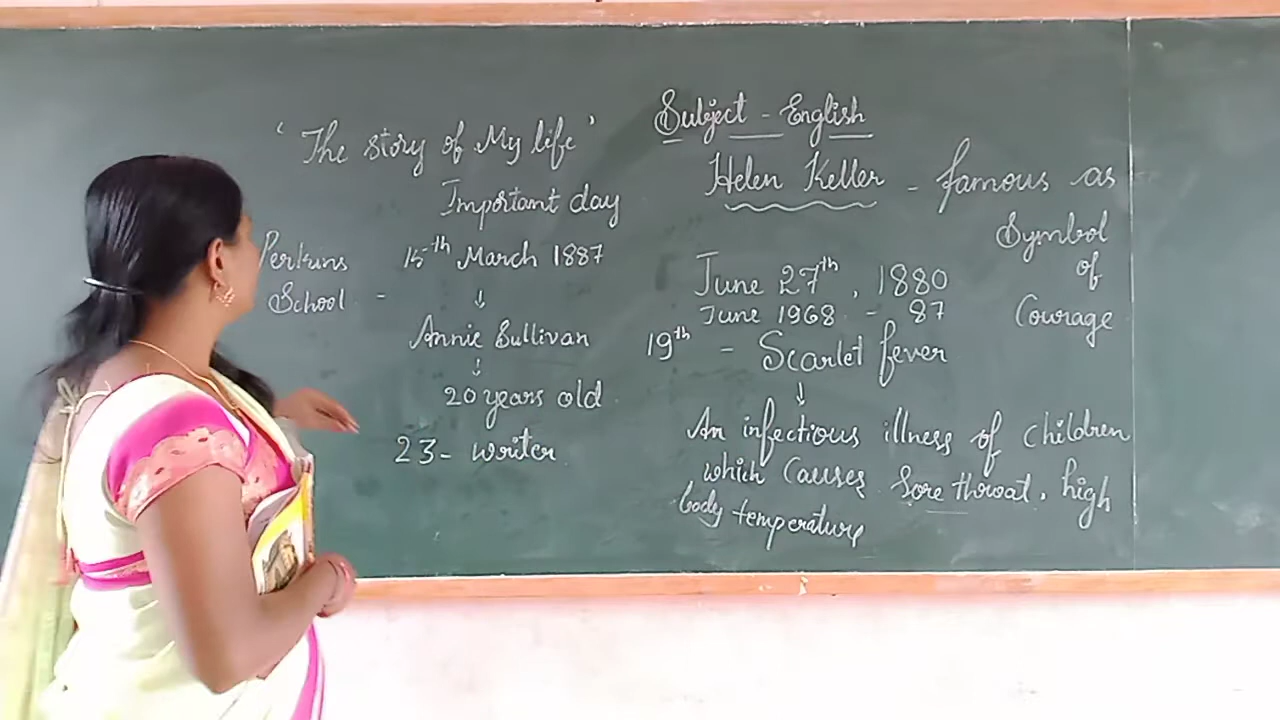 Subject - English
'The story of My life'
Helen Keller - famous as
Symbol
of
Courage
Important day
15th March 1887
Perkins
School -
↓
Annie Sullivan
↓
20 years old
23 - writer
June 27th, 1880
June 1968 - 87
19th - Scarlet fever
↓
An infectious illness of children
which causes sore throat, high
body temperature